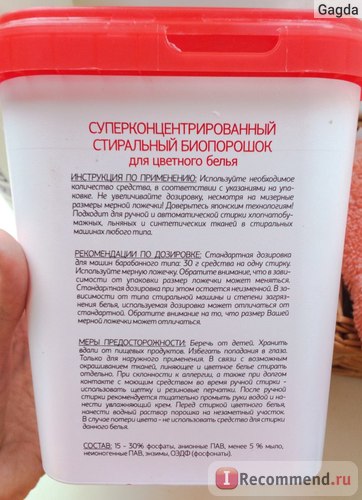 Gagda
СУПЕРКОНЦЕНТРИРОВАННЫЙ
СТИРАЛЬНЫЙ БИОПОРОШОК
для цветного белья
ИНСТРУКЦИЯ ПО ПРИМЕНЕНИЮ: Используйте необходимое
количество средства, в соответствии с указаниями на упа-
ковке. Не увеличивайте дозировку, несмотря на мизерные
размеры мерной ложечки! Доверьтесь японским технологиям!
Подходит для ручной и автоматической стирки хлопчатобу-
мажных, льняных и синтетических тканей в стиральных
машинах любого типа.
РЕКОМЕНДАЦИИ ПО ДОЗИРОВКЕ: Стандартная дозировка
для машин барабанного типа: 30 г средства на одну стирку.
Используйте мерную ложечку. Обратите внимание, что в зави-
симости от упаковки размер ложечки может меняться.
Стандартная дозировка при этом остается неизменной. В за-
висимости от типа стиральной машины и степени загряз-
нения белья, используемая дозировка может отличаться от
стандартной. Обратите внимание на то, что размер Вашей
мерной ложечки может отличаться.
МЕРЫ ПРЕДОСТОРОЖНОСТИ: Беречь от детей. Хранить
вдали от пищевых продуктов. Избегать попадания в глаза.
Только для наружного применения. В связи с возможным
окрашиванием тканей, линяющее и цветное белье стирать
отдельно. При склонности к аллергии, а также при долгом
контакте с моющим средством во время ручной стирки -
используйте щетку и резиновые перчатки. После ручной
стирки рекомендуется тщательно промыть руки водой и на-
нести увлажняющий крем. Перед стиркой цветного белья,
нанести водный раствор порошка на незаметный участок.
В случае потери цвета - не использовать средство для стирки
данного белья.
СОСТАВ: 15 - 30% фосфаты, анионные ПАВ, менее 5 % мыло,
неионогенные ПАВ, энзимы, ОЭДФ (фосфонаты).
IRecommend.ru